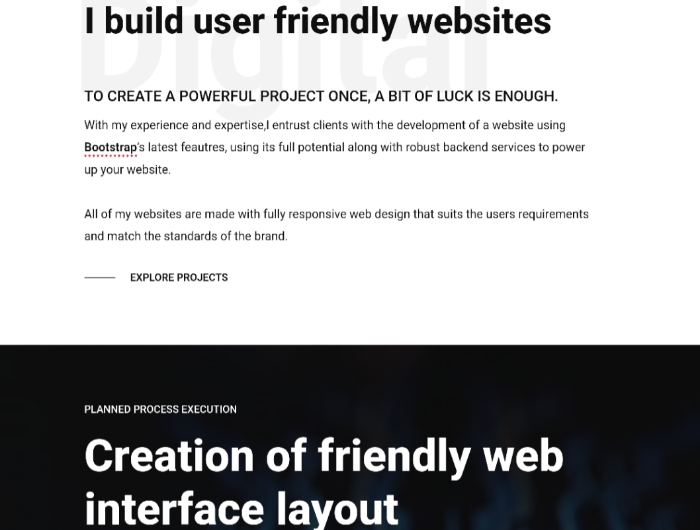 Digital
I build user friendly websites
TO CREATE A POWERFUL PROJECT ONCE, A BIT OF LUCK IS ENOUGH.
With my experience and expertise,I entrust clients with the development of a website using
Bootstrap's latest feautres, using its full potential along with robust backend services to power
up your website.
All of my websites are made with fully responsive web design that suits the users requirements
and match the standards of the brand.
EXPLORE PROJECTS
PLANNED PROCESS EXECUTION
Creation of friendly web
interface layout